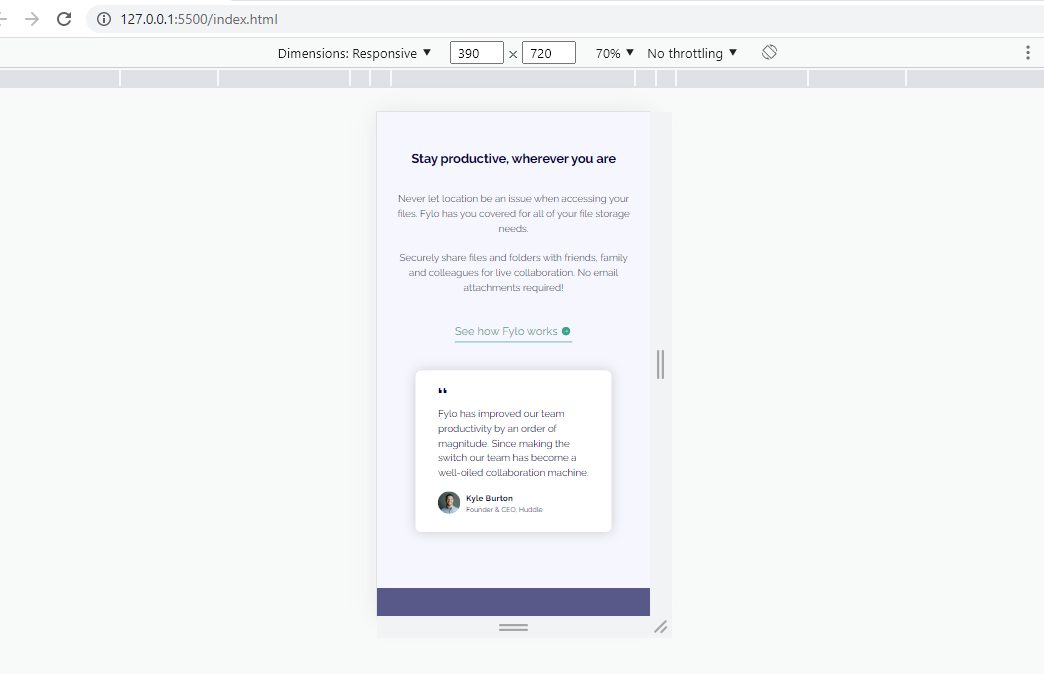 127.0.0.1:5500/index.html
Dimensions: Responsive ▼ 390 × 720 70% ▼ No throttling ▼
Stay productive, wherever you are
Never let location be an issue when accessing your
files. Fylo has you covered for all of your file storage
needs.
Securely share files and folders with friends, family
and colleagues for live collaboration. No email
attachments required!
See how Fylo works
“
Fylo has improved our team
productivity by an order of
magnitude. Since making the
switch our team has become a
well-oiled collaboration machine.
Kyle Burton
Founder & CEO, Huddle